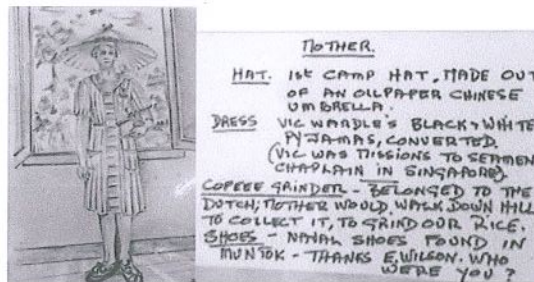 MOTHER.
HAT. 1st CAMP HAT. MADE OUT
OF AN OILPAPER CHINESE
UMBRELLA.
DRESS VIC WARDLE'S BLACK & WHITE
PYJAMAS, CONVERTED.
(VIC WAS MISSIONS TO SEAMEN
CHAPLAIN IN SINGAPORE).
COFEEE GRINDER - BELONGED TO THE
DUTCH; MOTHER WOULD WALK DOWN HILL
TO COLLECT IT, TO GRIND OUR RICE.
SHOES - NAVAL SHOES FOUND IN
MUNTOK - THANKS E. WILSON. WHO
WERE YOU?